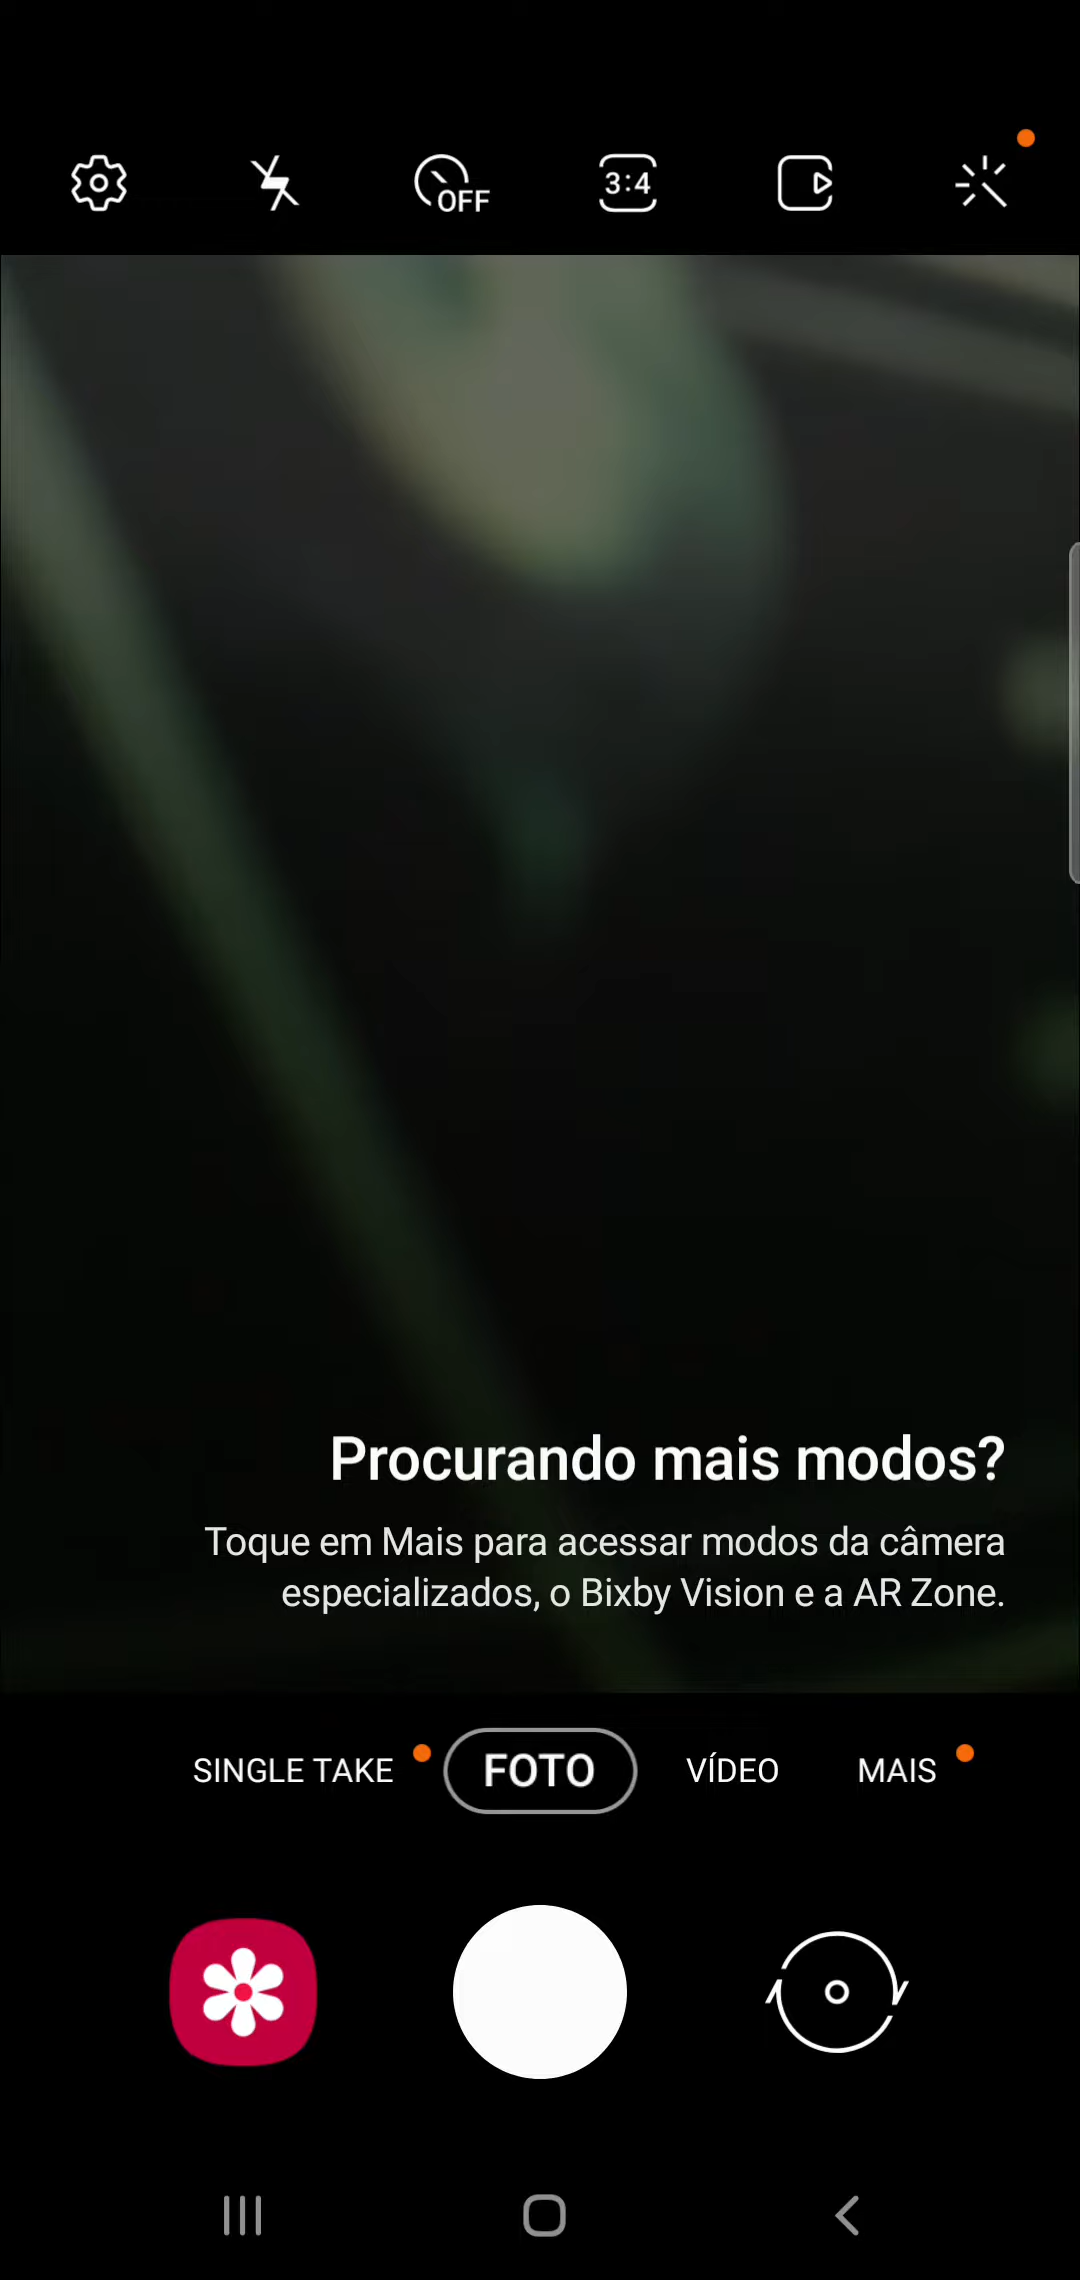 OFF
3:4
Procurando mais modos?
Toque em Mais para acessar modos da câmera
especializados, o Bixby Vision e a AR Zone.
SINGLE TAKE
FOTO
VÍDEO
MAIS